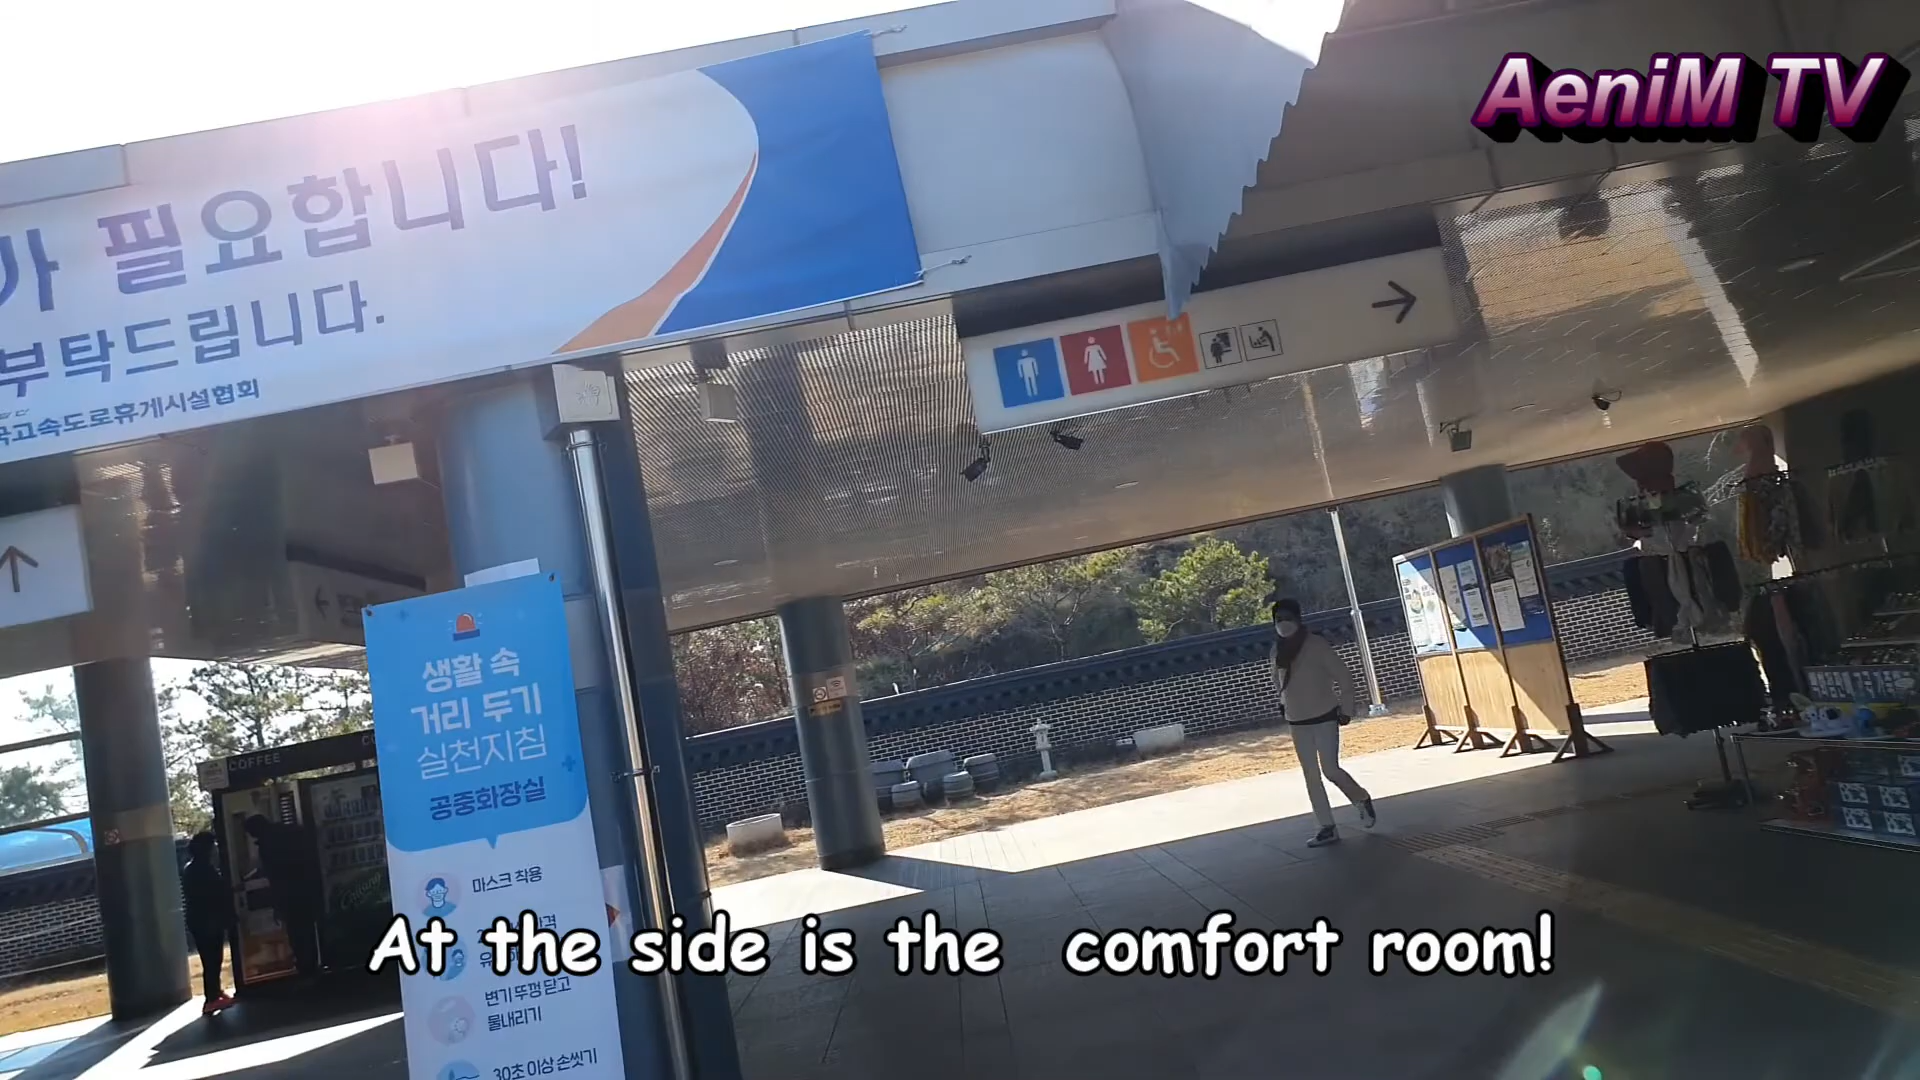 AeniM TV
가 필요합니다!
부탁드립니다.
국고속도로휴게시설협회
COFFEE
생활 속
거리 두기
실천지침
공중화장실
마스크 착용
변기 뚜껑 닫고
물내리기
30초 이상 손씻기
At the side is the comfort room!